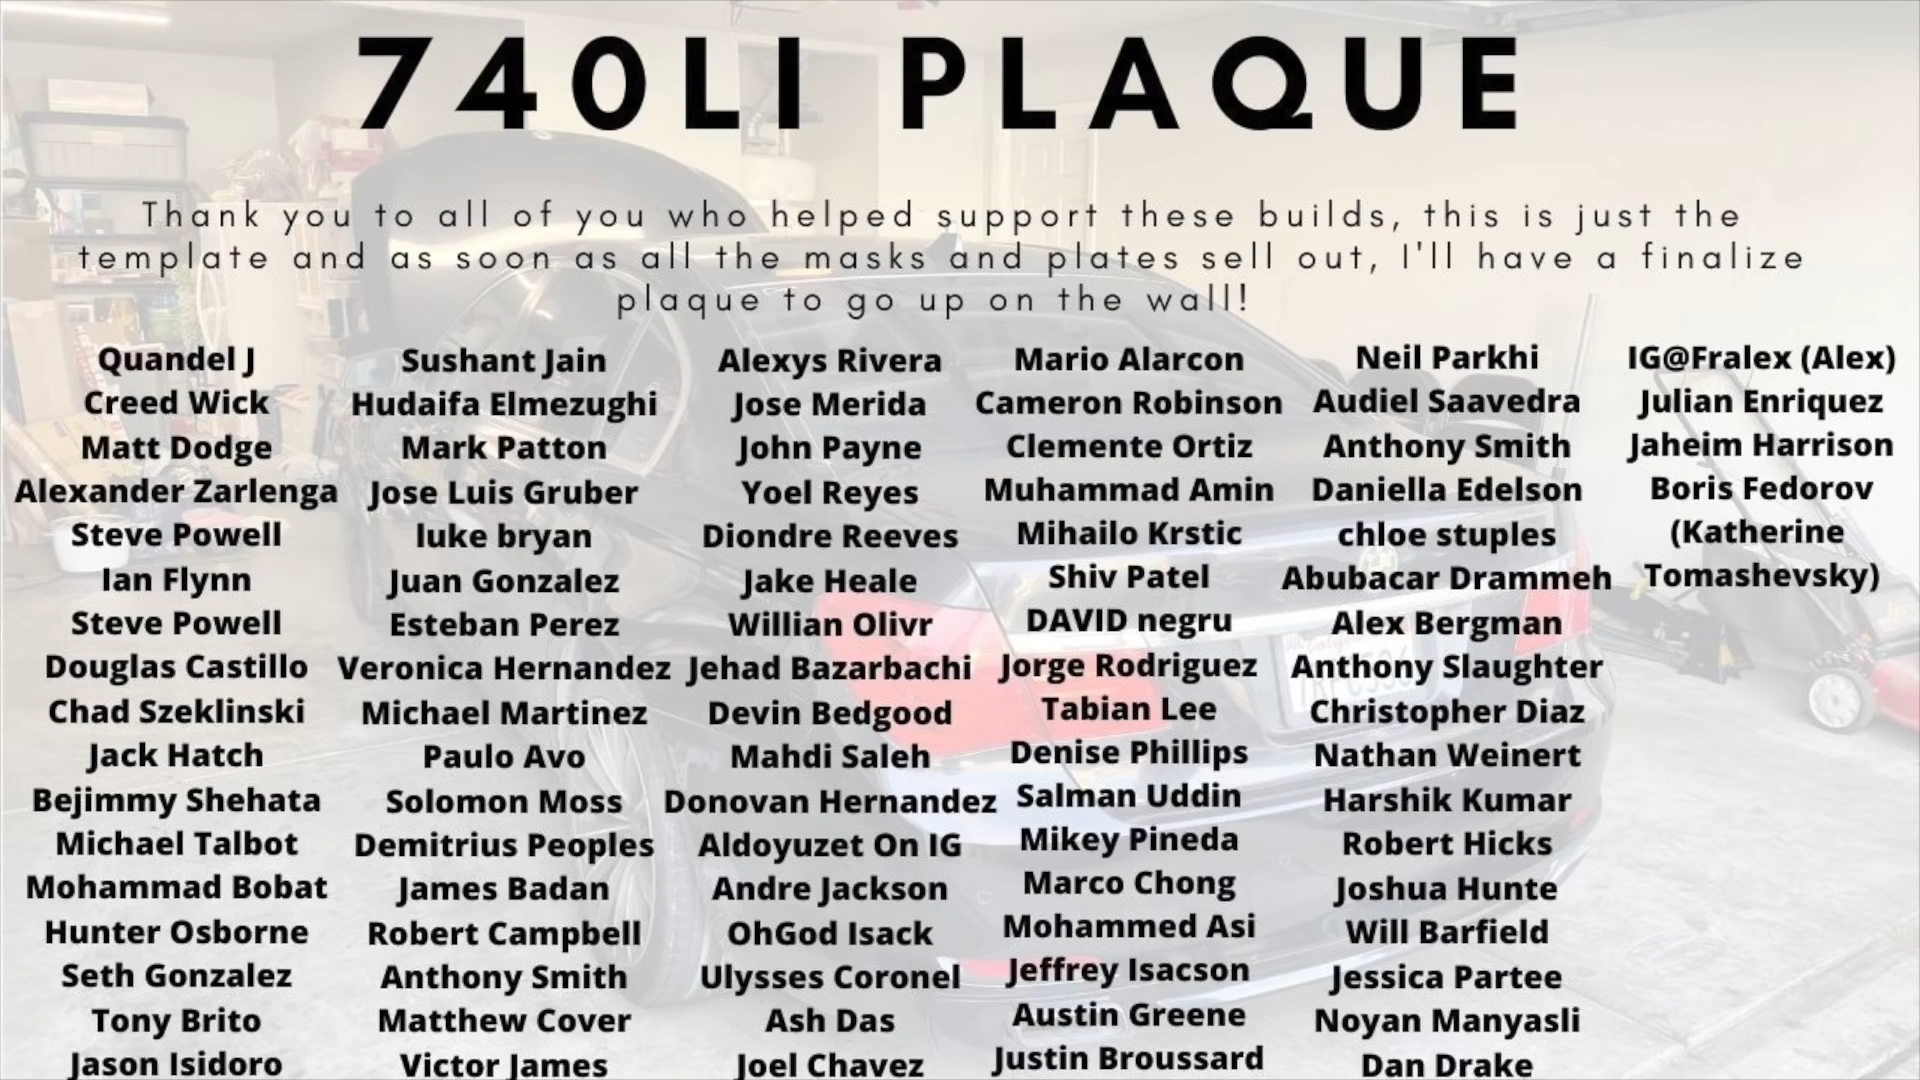 740LI PLAQUE
Thank you to all of you who helped support these builds, this is just the
template and as soon as all the masks and plates sell out, I'll have a finalize
plaque to go up on the wall!
Quandel J
Creed Wick
Matt Dodge
Alexander Zarlenga
Steve Powell
Ian Flynn
Steve Powell
Douglas Castillo
Chad Szeklinski
Jack Hatch
Bejimmy Shehata
Michael Talbot
Mohammad Bobat
Hunter Osborne
Seth Gonzalez
Tony Brito
Jason Isidoro
Sushant Jain
Hudaifa Elmezughi
Mark Patton
Jose Luis Gruber
luke bryan
Juan Gonzalez
Esteban Perez
Veronica Hernandez
Michael Martinez
Paulo Avo
Solomon Moss
Demitrius Peoples
James Badan
Robert Campbell
Anthony Smith
Matthew Cover
Victor James
Alexys Rivera
Jose Merida
John Payne
Yoel Reyes
Diondre Reeves
Jake Heale
Willian Olivr
Jehad Bazarbachi
Devin Bedgood
Mahdi Saleh
Donovan Hernandez
Aldoyuzet On IG
Andre Jackson
OhGod Isack
Ulysses Coronel
Ash Das
Joel Chavez
Mario Alarcon
Cameron Robinson
Clemente Ortiz
Muhammad Amin
Mihailo Krstic
Shiv Patel
DAVID negru
Jorge Rodriguez
Tabian Lee
Denise Phillips
Salman Uddin
Mikey Pineda
Marco Chong
Mohammed Asi
Jeffrey Isacson
Austin Greene
Justin Broussard
Neil Parkhi
Audiel Saavedra
Anthony Smith
Daniella Edelson
chloe stuples
Abubacar Drammeh
Alex Bergman
Anthony Slaughter
Christopher Diaz
Nathan Weinert
Harshik Kumar
Robert Hicks
Joshua Hunte
Will Barfield
Jessica Partee
Noyan Manyasli
Dan Drake
IG@Fralex (Alex)
Julian Enriquez
Jaheim Harrison
Boris Fedorov
(Katherine
Tomashevsky)